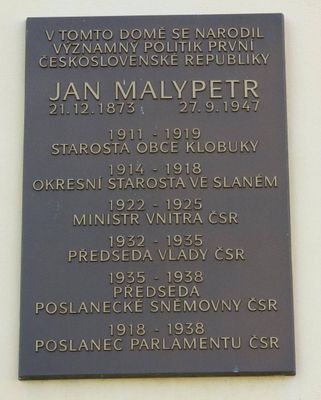 V TOMTO DOMĚ SE NARODIL
VÝZNAMNÝ POLITIK PRVNÍ
ČESKOSLOVENSKÉ REPUBLIKY
JAN MALYPETR
21.12.1873 27.9.1947
1911 - 1919
STAROSTA OBCE KLOBUKY
1914 - 1918
OKRESNÍ STAROSTA VE SLANÉM
1922 - 1925
MINISTR VNITRA ČSR
1932 - 1935
PŘEDSEDA VLÁDY ČSR
1935 - 1938
PŘEDSEDA
POSLANECKÉ SNĚMOVNY ČSR
1918 - 1938
POSLANEC PARLAMENTU ČSR